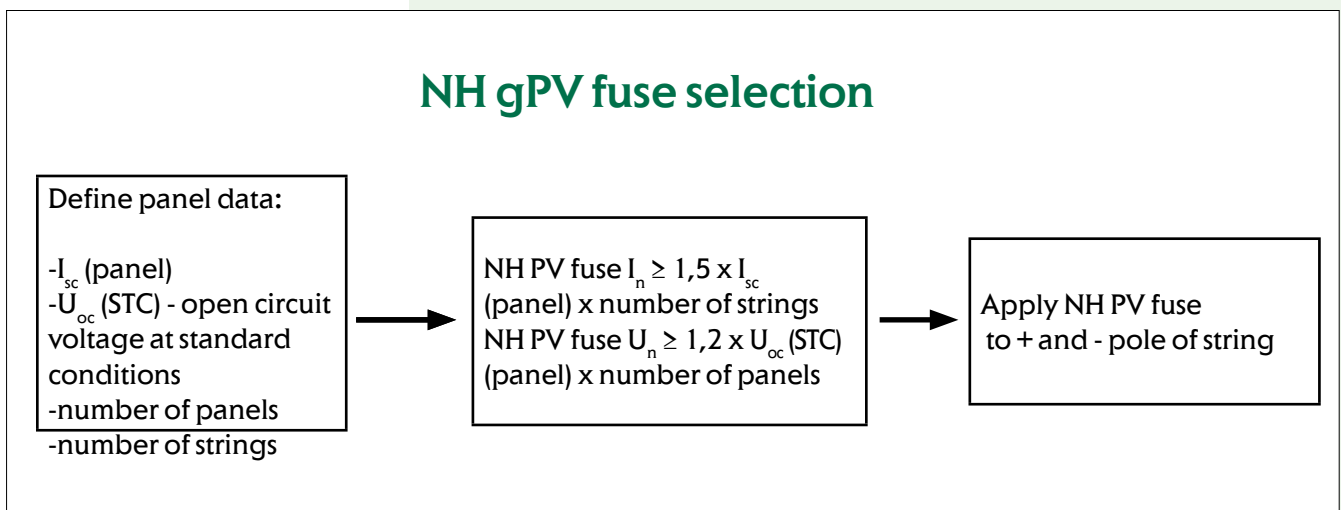 NH gPV fuse selection
Define panel data:
-Isc (panel)
-Uoc (STC) - open circuit
voltage at standard
conditions
-number of panels
-number of strings
NH PV fuse In ≥ 1,5 x Isc
(panel) x number of strings
NH PV fuse Un ≥ 1,2 x Uoc (STC)
(panel) x number of panels
Apply NH PV fuse
to + and - pole of string